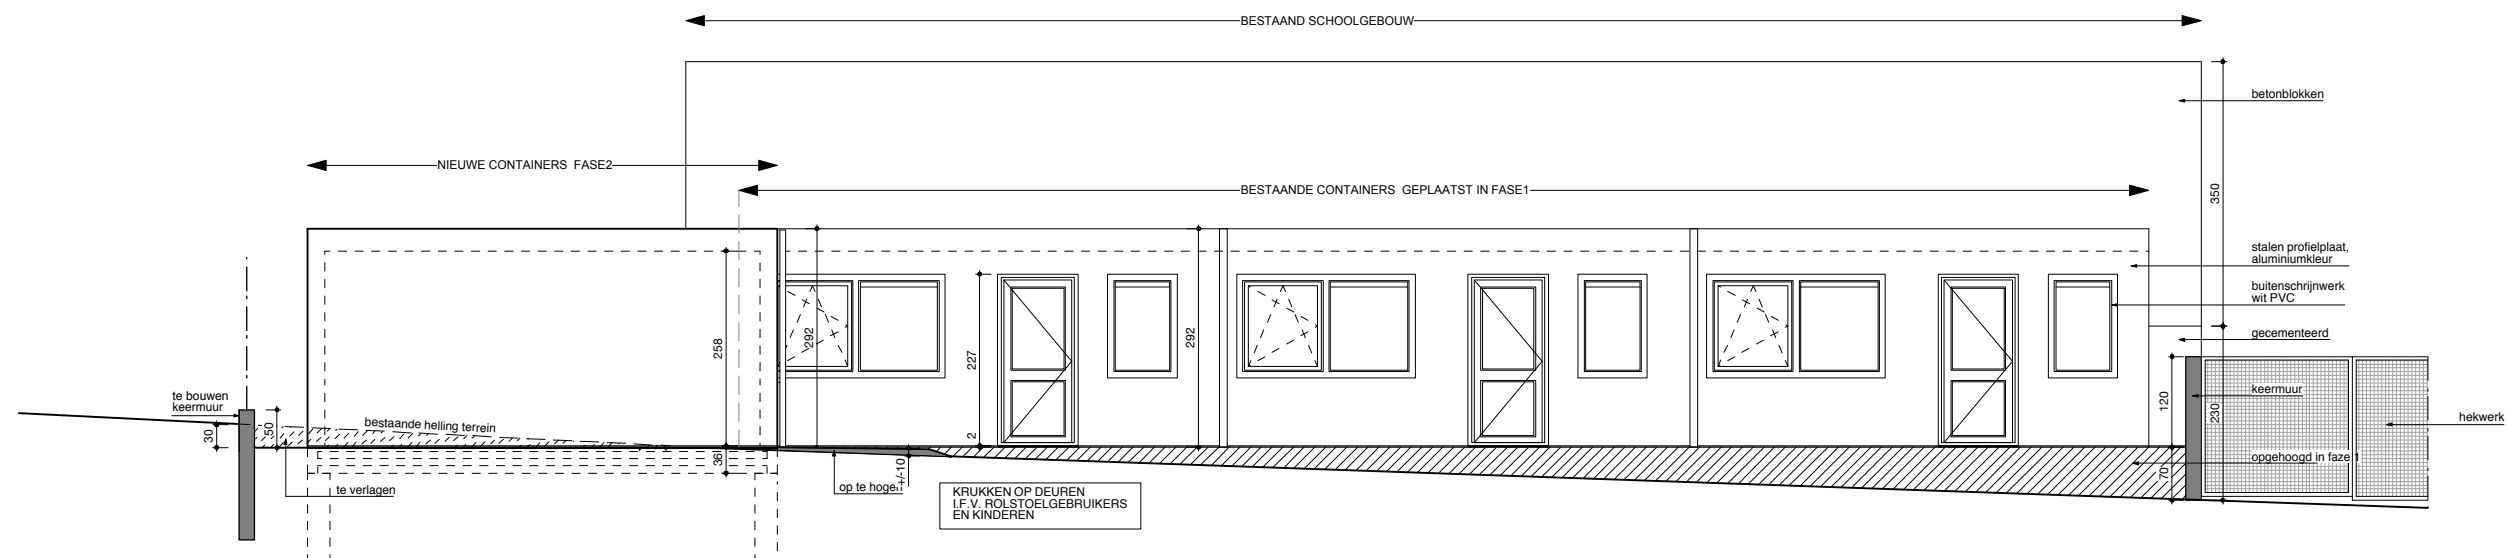 BESTAAND SCHOOLGEBOUW
betonblokken
NIEUWE CONTAINERS FASE2
BESTAANDE CONTAINERS GEPLAATST IN FASE1
350
stalen profielplaat,
aluminiumkleur
buitenschrijnwerk
wit PVC
gecementeerd
258
292
227
292
te bouwen
keermuur
bestaande helling terrein
30
50
2
120
keermuur
230
hekwerk
36
+/-10
70
opgehoogd in faze 1
te verlagen
op te hoge
KRUKKEN OP DEUREN
I.F.V. ROLSTOELGEBRUIKERS
EN KINDEREN